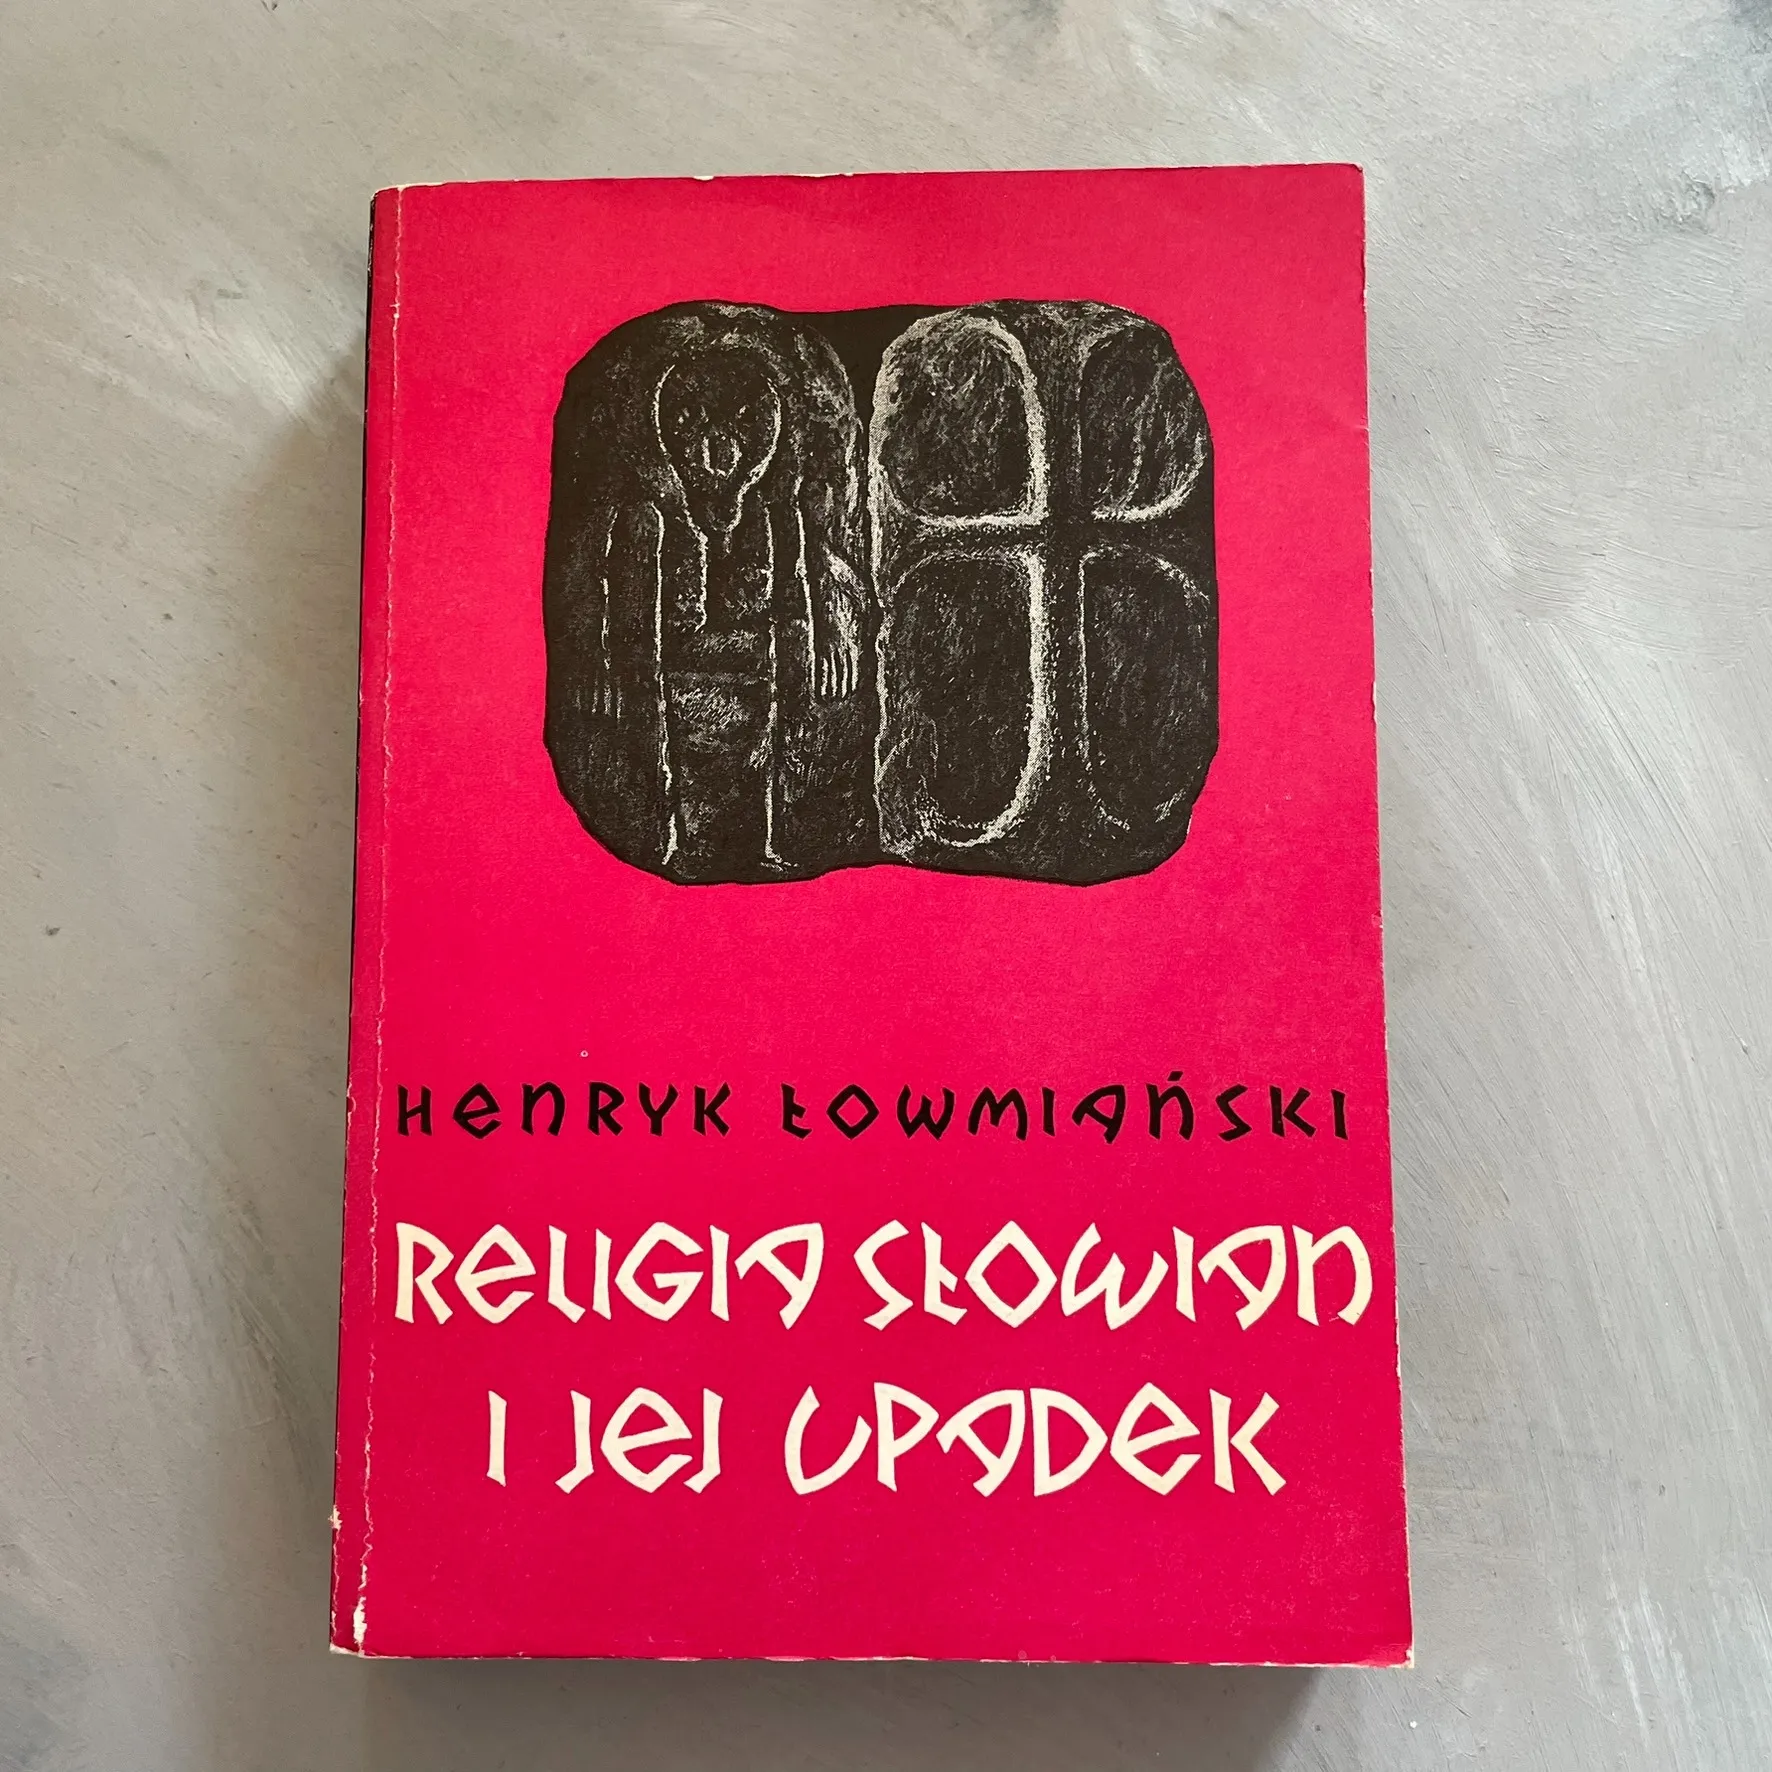 HENRYK ŁOWMIAŃSKI
RELIGIA SŁOWIAN
I JEJ UPADEK